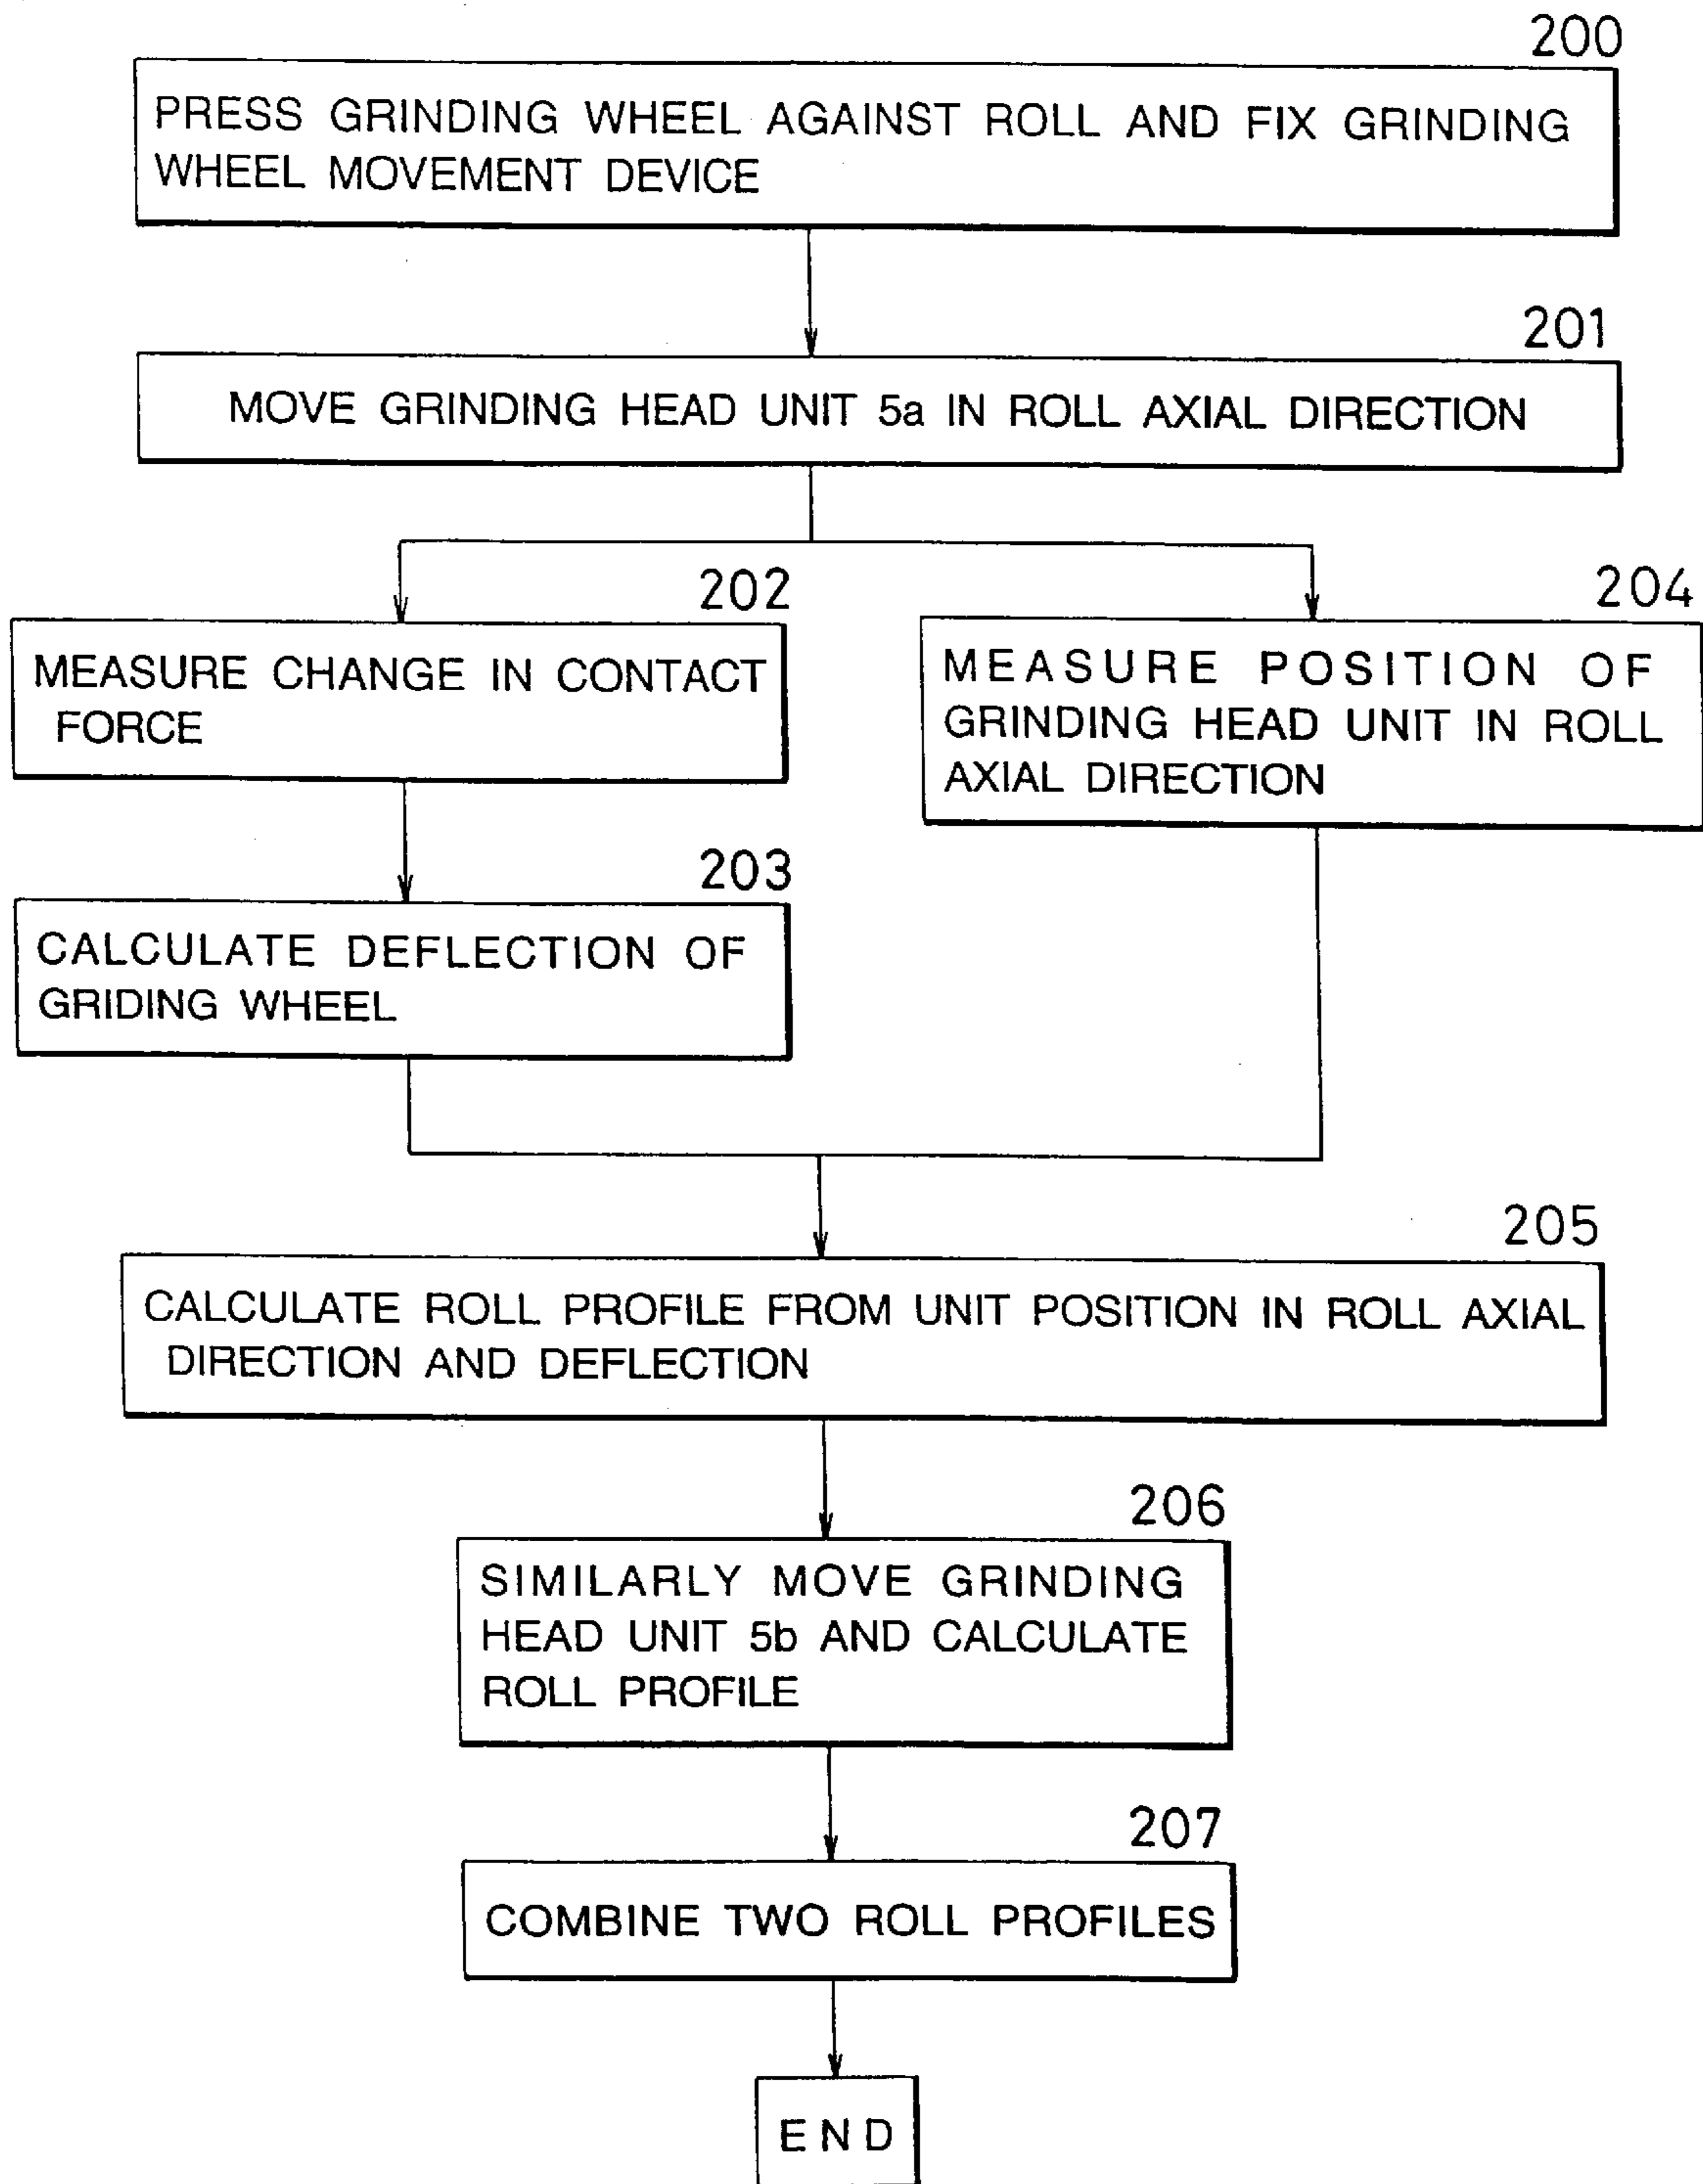 200
PRESS GRINDING WHEEL AGAINST ROLL AND FIX GRINDING
WHEEL MOVEMENT DEVICE
201
MOVE GRINDING HEAD UNIT 5a IN ROLL AXIAL DIRECTION
202
MEASURE CHANGE IN CONTACT
FORCE
204
MEASURE POSITION OF
GRINDING HEAD UNIT IN ROLL
AXIAL DIRECTION
203
CALCULATE DEFLECTION OF
GRIDING WHEEL
205
CALCULATE ROLL PROFILE FROM UNIT POSITION IN ROLL AXIAL
DIRECTION AND DEFLECTION
206
SIMILARLY MOVE GRINDING
HEAD UNIT 5b AND CALCULATE
ROLL PROFILE
207
COMBINE TWO ROLL PROFILES
END